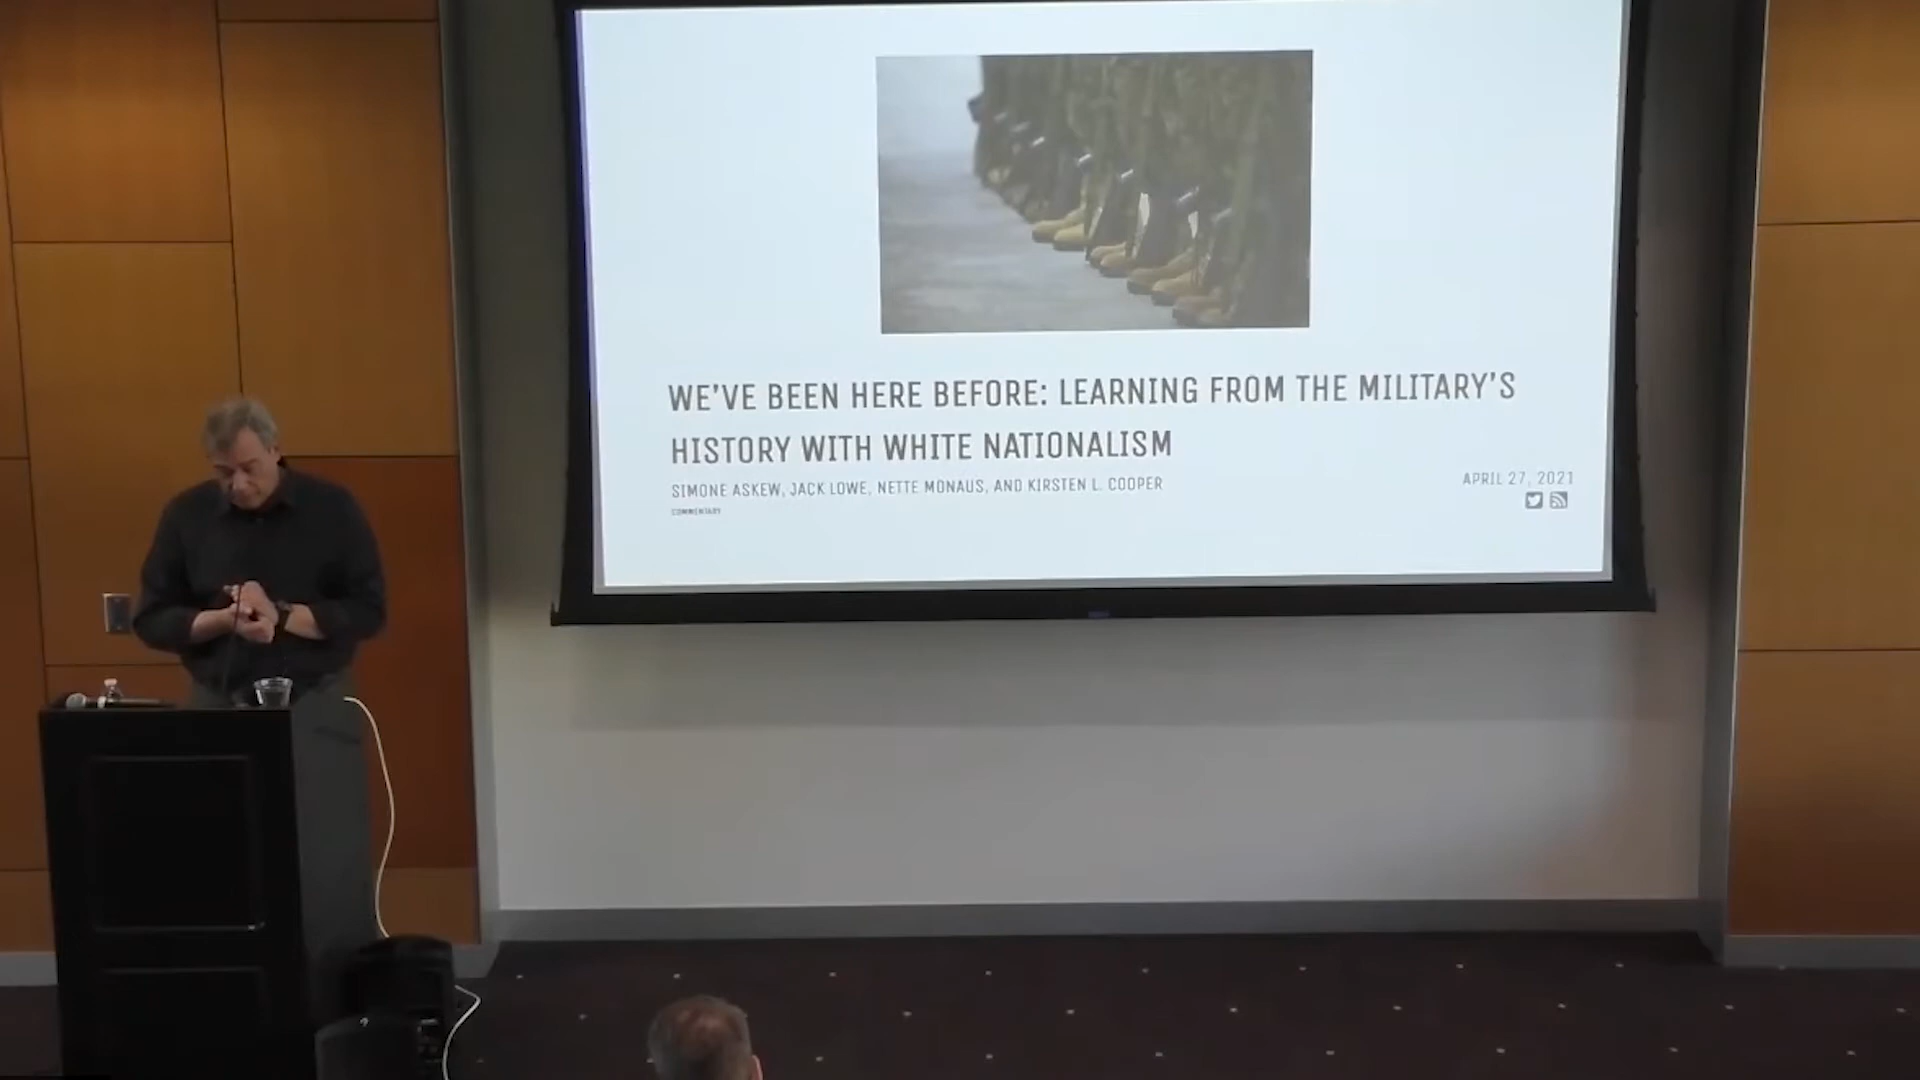 WE'VE BEEN HERE BEFORE: LEARNING FROM THE MILITARY'S
HISTORY WITH WHITE NATIONALISM
SIMONE ASKEW, JACK LOWE, NETTE MONAUS, AND KIRSTEN L. COOPER
APRIL 27, 2021
COMMENTARY